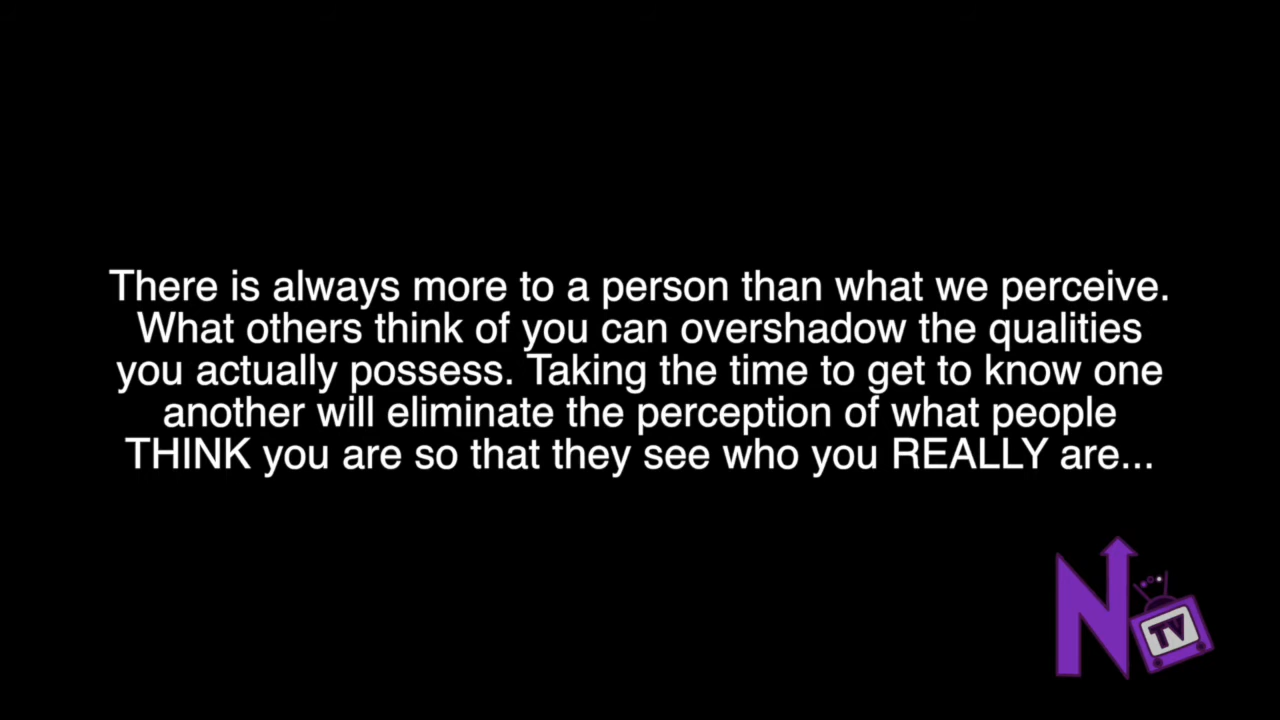 There is always more to a person than what we perceive.
What others think of you can overshadow the qualities
you actually possess. Taking the time to get to know one
another will eliminate the perception of what people
THINK you are so that they see who you REALLY are...
N
TV